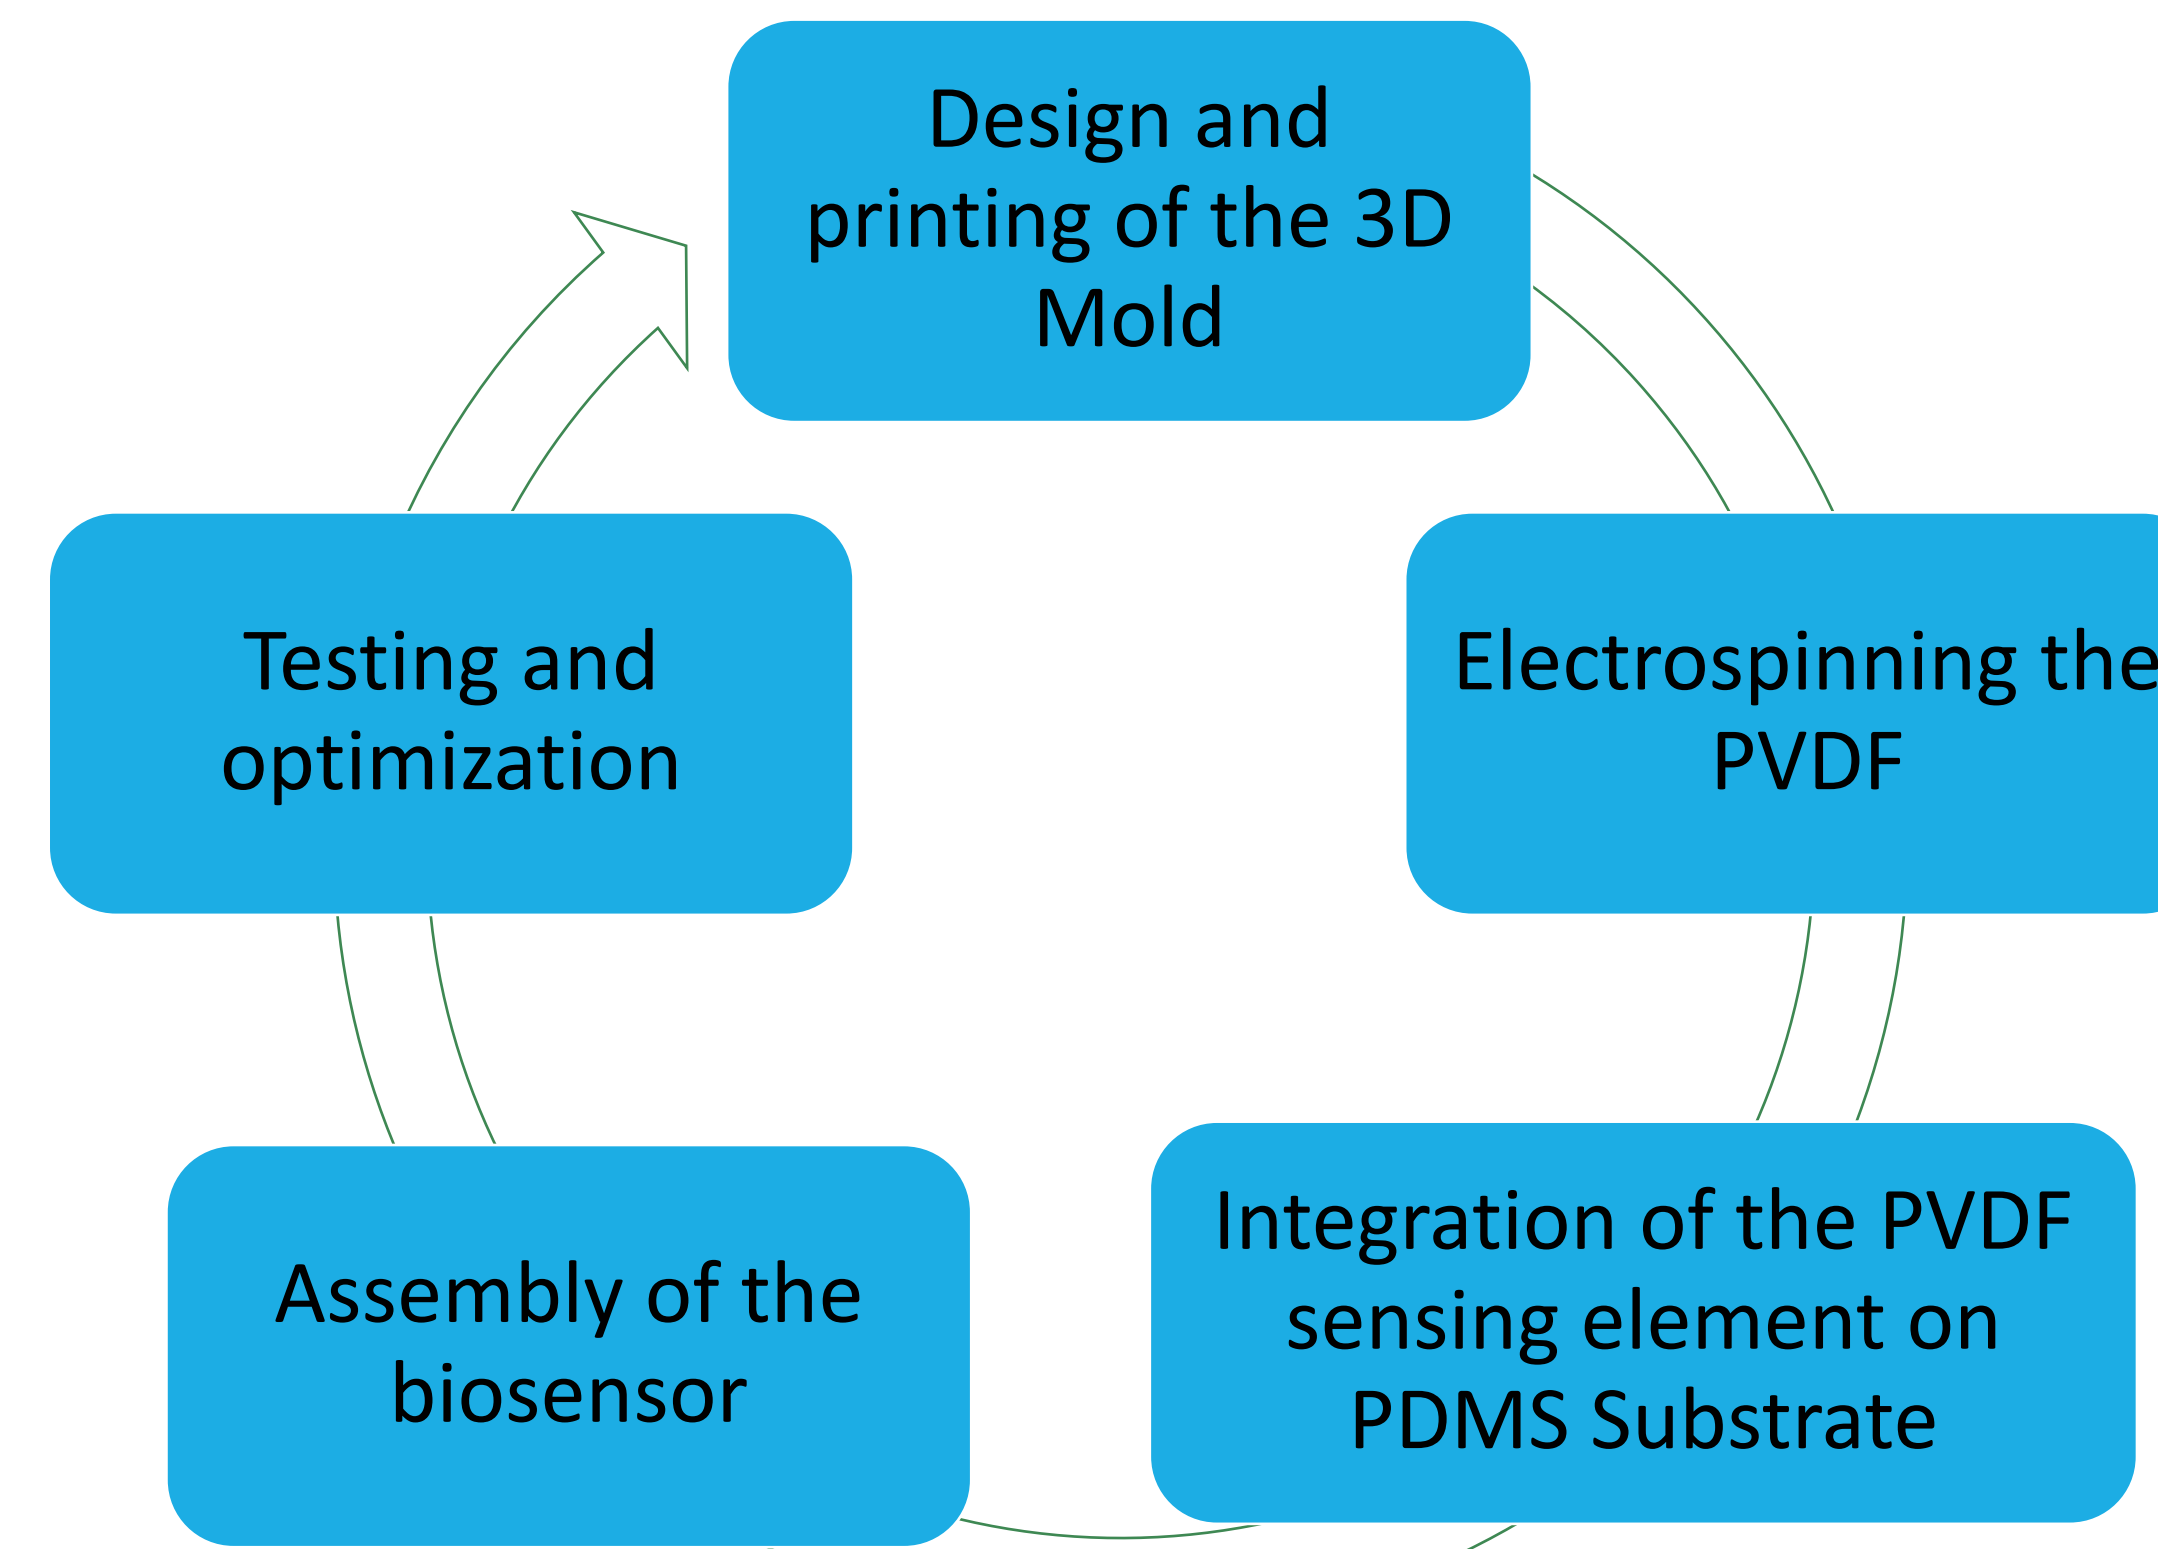 Design and
printing of the 3D
Mold
Electrospinning the
PVDF
Integration of the PVDF
sensing element on
PDMS Substrate
Assembly of the
biosensor
Testing and
optimization